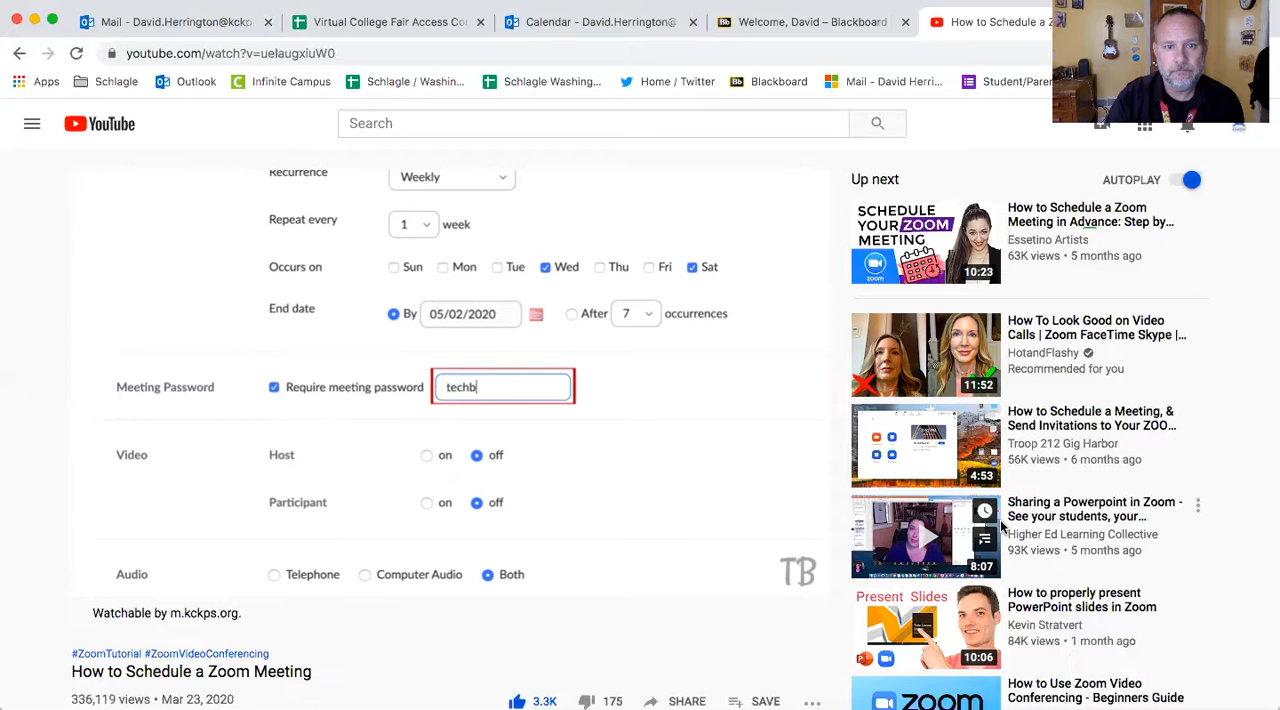 Mail - David.Herrington@kckp
Virtual College Fair Access Co
Calendar - David.Herrington@
Welcome, David – Blackboard
How to Schedule a Z
youtube.com/watch?v=ueIaugxiuW0
Apps
Schlagle
Outlook
Infinite Campus
Schlagle / Washin...
Schlagle Washing...
Home / Twitter
Blackboard
Mail - David Herri...
Student/Paren
YouTube
Search
Recurrence
Weekly
Repeat every
1
week
Occurs on
Sun
Mon
Tue
Wed
Thu
Fri
Sat
End date
By
05/02/2020
After
7
occurrences
Meeting Password
Require meeting password
techb
Video
Host
on
off
Participant
on
off
Audio
Telephone
Computer Audio
Both
TB
Watchable by m.kckps.org.
#ZoomTutorial #ZoomVideoConferencing
How to Schedule a Zoom Meeting
336,119 views • Mar 23, 2020
3.3K
175
SHARE
SAVE
Up next
AUTOPLAY
SCHEDULE
YOUR ZOOM
MEETING
zoom
10:23
How to Schedule a Zoom
Meeting in Advance: Step by...
Essetino Artists
63K views • 5 months ago
11:52
How To Look Good on Video
Calls | Zoom FaceTime Skype |...
HotandFlashy
Recommended for you
4:53
How to Schedule a Meeting, &
Send Invitations to Your ZOO...
Troop 212 Gig Harbor
56K views • 6 months ago
8:07
Sharing a Powerpoint in Zoom -
See your students, your...
Higher Ed Learning Collective
93K views • 5 months ago
Present Slides
10:06
How to properly present
PowerPoint slides in Zoom
Kevin Stratvert
84K views • 1 month ago
zoom
How to Use Zoom Video
Conferencing - Beginners Guide